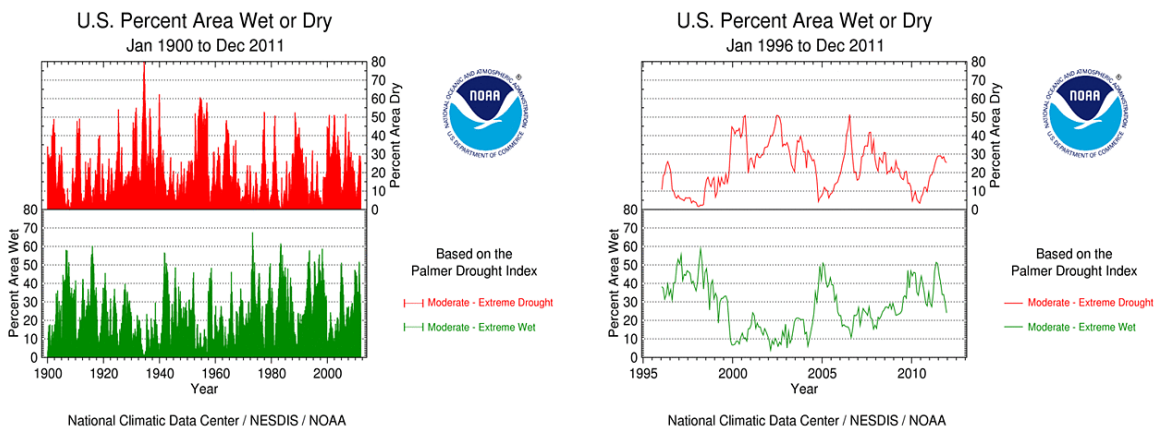 U.S. Percent Area Wet or Dry
Jan 1900 to Dec 2011
80
70
60
50
40
30
20
10
0
Percent Area Dry
80
70
60
50
40
30
20
10
0
Percent Area Wet
1900 1920 1940 1960 1980 2000
Year
NATIONAL OCEANIC AND ATMOSPHERIC ADMINISTRATION
U.S. DEPARTMENT OF COMMERCE
NOAA
®
Based on the
Palmer Drought Index
Moderate - Extreme Drought
Moderate - Extreme Wet
National Climatic Data Center / NESDIS / NOAA
U.S. Percent Area Wet or Dry
Jan 1996 to Dec 2011
80
70
60
50
40
30
20
10
0
Percent Area Dry
80
70
60
50
40
30
20
10
0
Percent Area Wet
1995 2000 2005 2010
Year
NATIONAL OCEANIC AND ATMOSPHERIC ADMINISTRATION
U.S. DEPARTMENT OF COMMERCE
NOAA
®
Based on the
Palmer Drought Index
Moderate - Extreme Drought
Moderate - Extreme Wet
National Climatic Data Center / NESDIS / NOAA